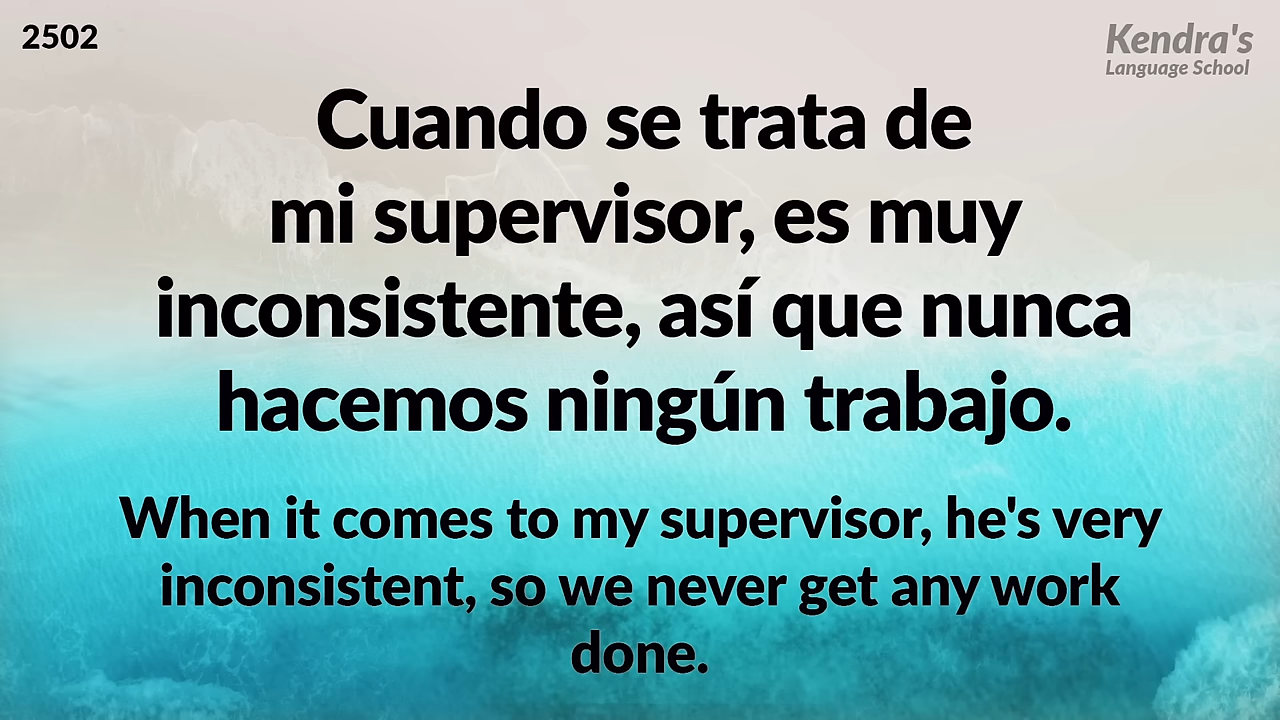 2502
Kendra's
Language School
Cuando se trata de
mi supervisor, es muy
inconsistente, así que nunca
hacemos ningún trabajo.
When it comes to my supervisor, he's very
inconsistent, so we never get any work
done.